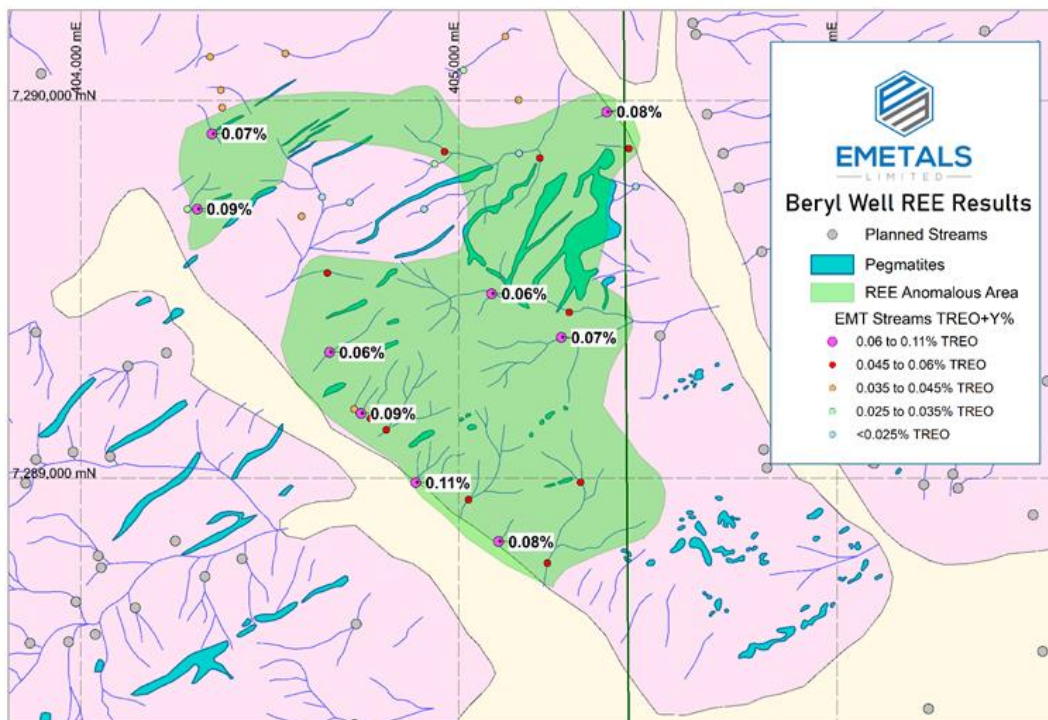 404,000 mE
405,000 mE
mE
7,290,000 mN
7,289,000 mN
0.07%
0.09%
0.08%
0.06%
0.07%
0.06%
0.09%
0.11%
0.08%
EMETALS
LIMITED
Beryl Well REE Results
Planned Streams
Pegmatites
REE Anomalous Area
EMT Streams TREO+Y%
0.06 to 0.11% TREO
0.045 to 0.06% TREO
0.035 to 0.045% TREO
0.025 to 0.035% TREO
<0.025% TREO